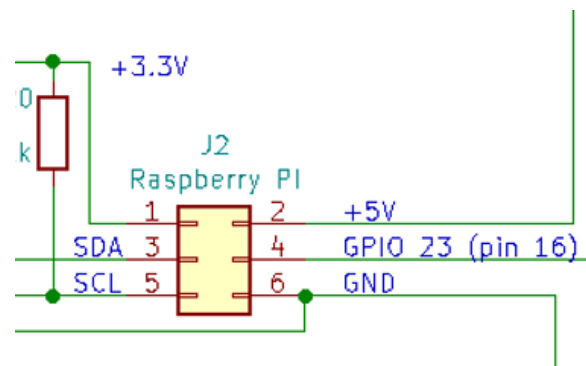 +3.3V
0
k
J2
Raspberry PI
1 2 +5V
SDA 3 4 GPIO 23 (pin 16)
SCL 5 6 GND